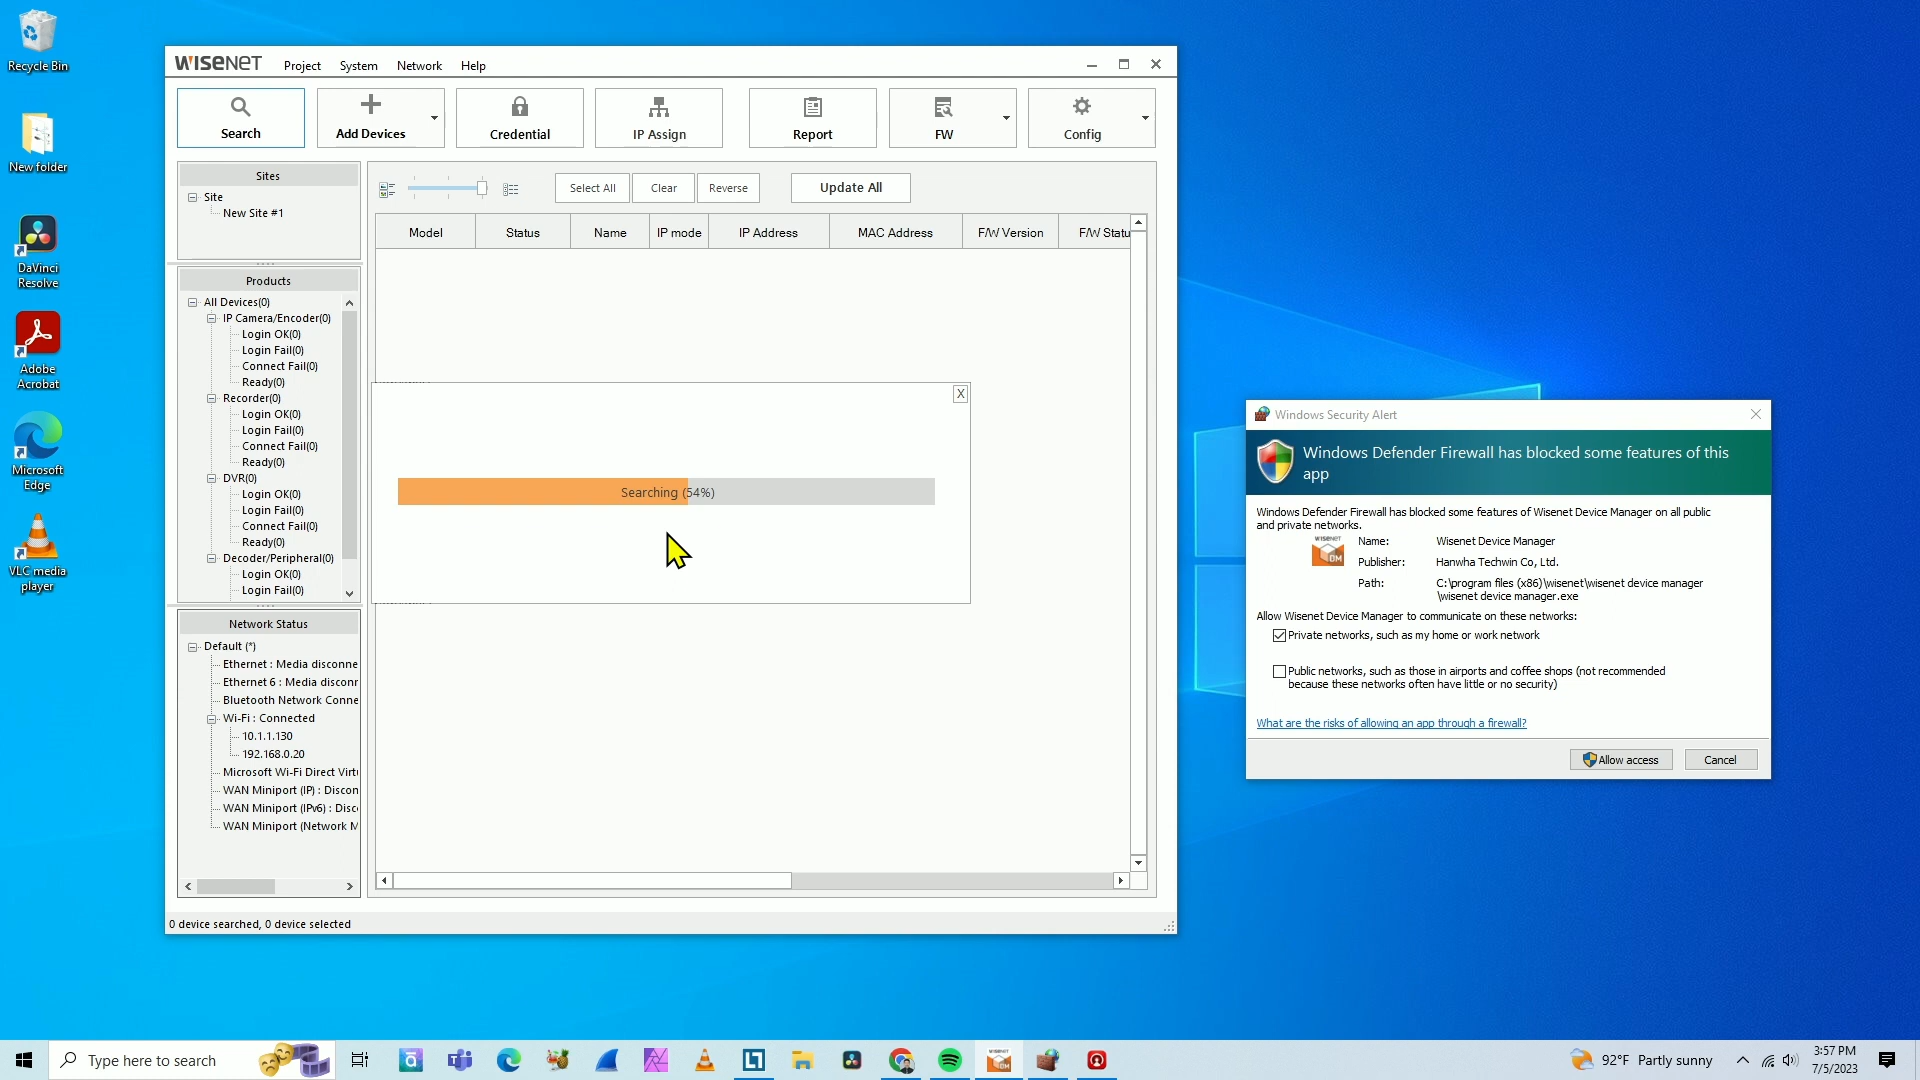 Recycle Bin
New folder
DaVinci
Resolve
Adobe
Acrobat
Microsoft
Edge
VLC media
player
WISENET
Project
System
Network
Help
Search
Add Devices
Credential
IP Assign
Report
FW
Config
Sites
Site
New Site #1
Products
All Devices(0)
IP Camera/Encoder(0)
Login OK(0)
Login Fail(0)
Connect Fail(0)
Ready(0)
Recorder(0)
Login OK(0)
Login Fail(0)
Connect Fail(0)
Ready(0)
DVR(0)
Login OK(0)
Login Fail(0)
Connect Fail(0)
Ready(0)
Decoder/Peripheral(0)
Login OK(0)
Login Fail(0)
Network Status
Default (*)
Ethernet : Media disconne
Ethernet 6 : Media disconr
Bluetooth Network Conne
Wi-Fi : Connected
10.1.1.130
192.168.0.20
Microsoft Wi-Fi Direct Virtu
WAN Miniport (IP) : Discon
WAN Miniport (IPv6) : Disc
WAN Miniport (Network M
Select All
Clear
Reverse
Update All
Model
Status
Name
IP mode
IP Address
MAC Address
F/W Version
F/W Statu
X
Searching (54%)
0 device searched, 0 device selected
Windows Security Alert
Windows Defender Firewall has blocked some features of this
app
Windows Defender Firewall has blocked some features of Wisenet Device Manager on all public
and private networks.
WISENET
DM
Name: Wisenet Device Manager
Publisher: Hanwha Techwin Co, Ltd.
Path: C:\program files (x86)\wisenet\wisenet device manager
\wisenet device manager.exe
Allow Wisenet Device Manager to communicate on these networks:
Private networks, such as my home or work network
Public networks, such as those in airports and coffee shops (not recommended
because these networks often have little or no security)
What are the risks of allowing an app through a firewall?
Allow access
Cancel
Type here to search
92°F Partly sunny
3:57 PM
7/5/2023